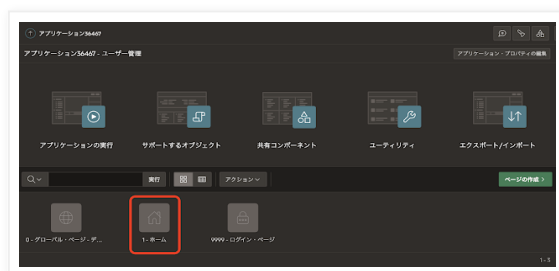 アプリケーション36467
アプリケーション36467 - ユーザー管理
アプリケーション・プロパティの編集
アプリケーションの実行
サポートするオブジェクト
共有コンポーネント
ユーティリティ
エクスポート/インポート
実行
アクション
ページの作成
0 - グローバル・ページ - デ...
1 - ホーム
9999 - ログイン・ページ
1 - 3